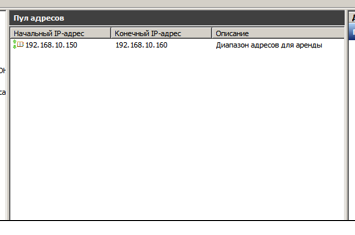 Пул адресов
Начальный IP-адрес Конечный IP-адрес Описание
192.168.10.150 192.168.10.160 Диапазон адресов для аренды